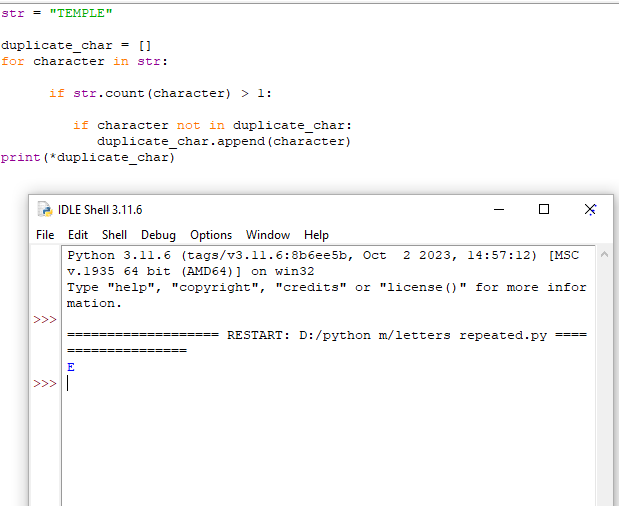 str = "TEMPLE"
duplicate_char = []
for character in str:
if str.count(character) > 1:
if character not in duplicate_char:
duplicate_char.append(character)
print(*duplicate_char)
IDLE Shell 3.11.6
File Edit Shell Debug Options Window Help
Python 3.11.6 (tags/v3.11.6:8b6ee5b, Oct  2 2023, 14:57:12) [MSC
v.1935 64 bit (AMD64)] on win32
Type "help", "copyright", "credits" or "license()" for more infor
mation.
>>>
=================== RESTART: D:/python m/letters repeated.py ====
===============
E
>>>